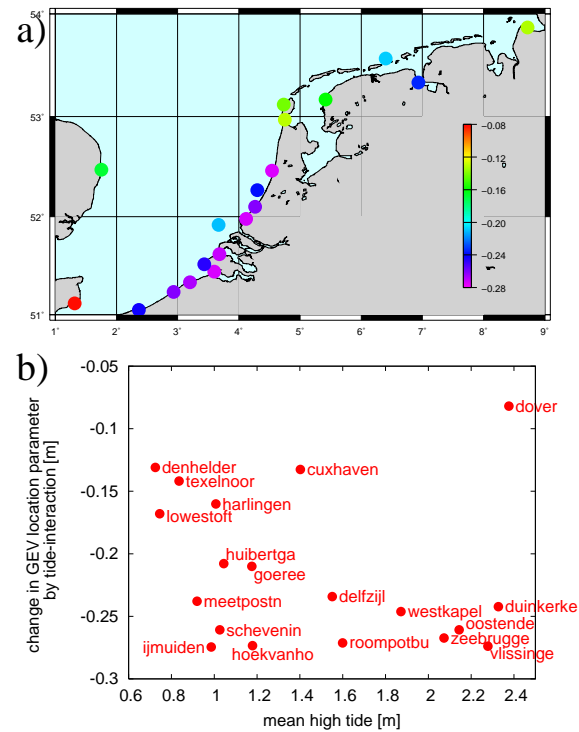 a)
54°
53°
52°
51°
1° 2° 3° 4° 5° 6° 7° 8° 9°
−0.08
−0.12
−0.16
−0.20
−0.24
−0.28
b)
-0.05
-0.1
-0.15
-0.2
-0.25
-0.3
change in GEV location parameter
by tide-interaction [m]
dover
denhelder
cuxhaven
texelnoor
harlingen
lowestoft
huibertga
goeree
meetpostn
delfzijl
westkapel
duinkerke
schevenin
oostende
ijmuiden
hoekvanho
roompotbu
zeebrugge
vlissinge
0.6 0.8 1 1.2 1.4 1.6 1.8 2 2.2 2.4
mean high tide [m]